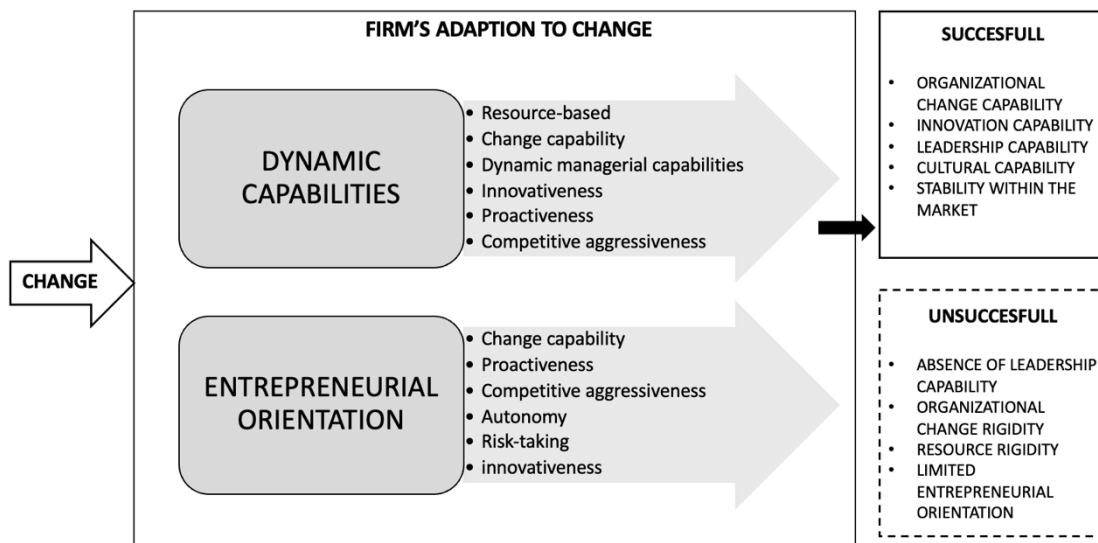 FIRM'S ADAPTION TO CHANGE
CHANGE
DYNAMIC
CAPABILITIES
• Resource-based
• Change capability
• Dynamic managerial capabilities
• Innovativeness
• Proactiveness
• Competitive aggressiveness
ENTREPRENEURIAL
ORIENTATION
• Change capability
• Proactiveness
• Competitive aggressiveness
• Autonomy
• Risk-taking
• innovativeness
SUCCESFULL
• ORGANIZATIONAL
CHANGE CAPABILITY
• INNOVATION CAPABILITY
• LEADERSHIP CAPABILITY
• CULTURAL CAPABILITY
• STABILITY WITHIN THE
MARKET
UNSUCCESFULL
• ABSENCE OF LEADERSHIP
CAPABILITY
• ORGANIZATIONAL
CHANGE RIGIDITY
• RESOURCE RIGIDITY
• LIMITED
ENTREPRENEURIAL
ORIENTATION